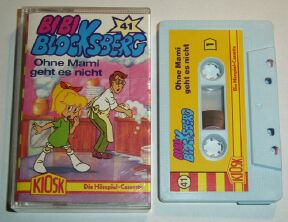 BIBI
BLOCKSBERG
41
Ohne Mami
geht es nicht
KIOSK
Die Hörspiel-Cassette
Ohne Mami
geht es nicht
1
BIBI
BLOCKSBERG
41
KIOSK
Die Hörspiel-Cassette